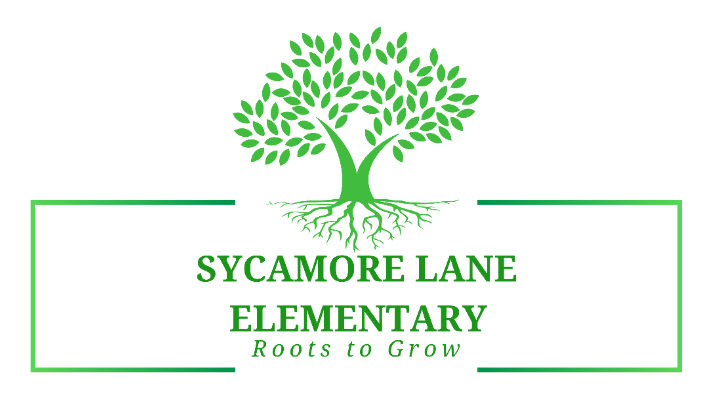 SYCAMORE LANE
ELEMENTARY
Roots to Grow